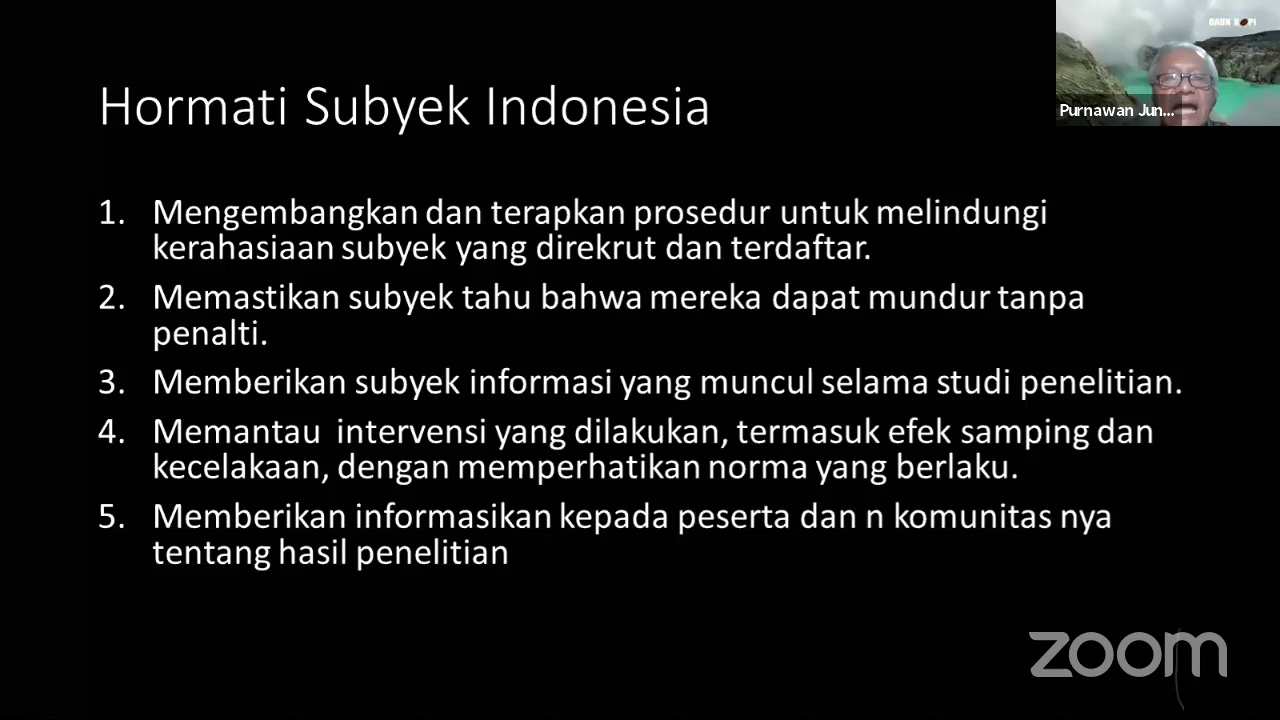 DAUN KOPI
Purnawan Jun...
Hormati Subyek Indonesia
1. Mengembangkan dan terapkan prosedur untuk melindungi
kerahasiaan subyek yang direkrut dan terdaftar.
2. Memastikan subyek tahu bahwa mereka dapat mundur tanpa
penalti.
3. Memberikan subyek informasi yang muncul selama studi penelitian.
4. Memantau intervensi yang dilakukan, termasuk efek samping dan
kecelakaan, dengan memperhatikan norma yang berlaku.
5. Memberikan informasikan kepada peserta dan n komunitas nya
tentang hasil penelitian
zoom